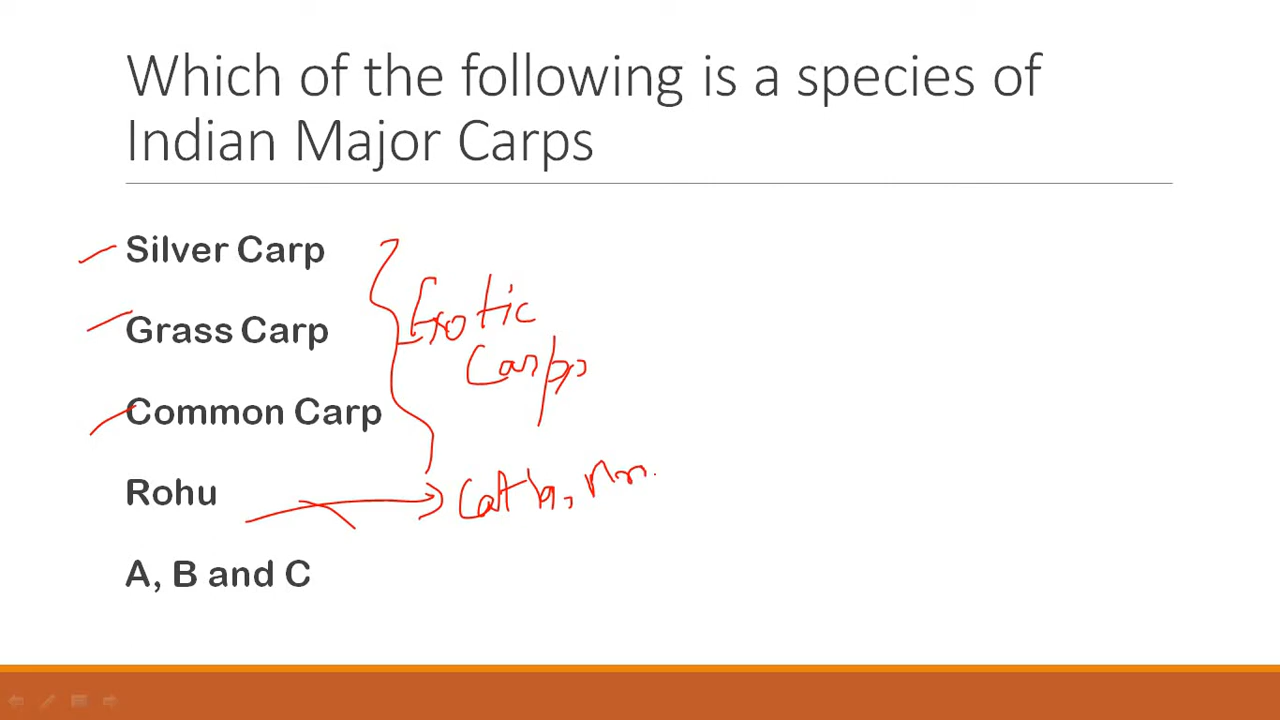 Which of the following is a species of
Indian Major Carps
Silver Carp
Grass Carp
Exotic
Carps
Common Carp
Rohu
Catla,
A, B and C